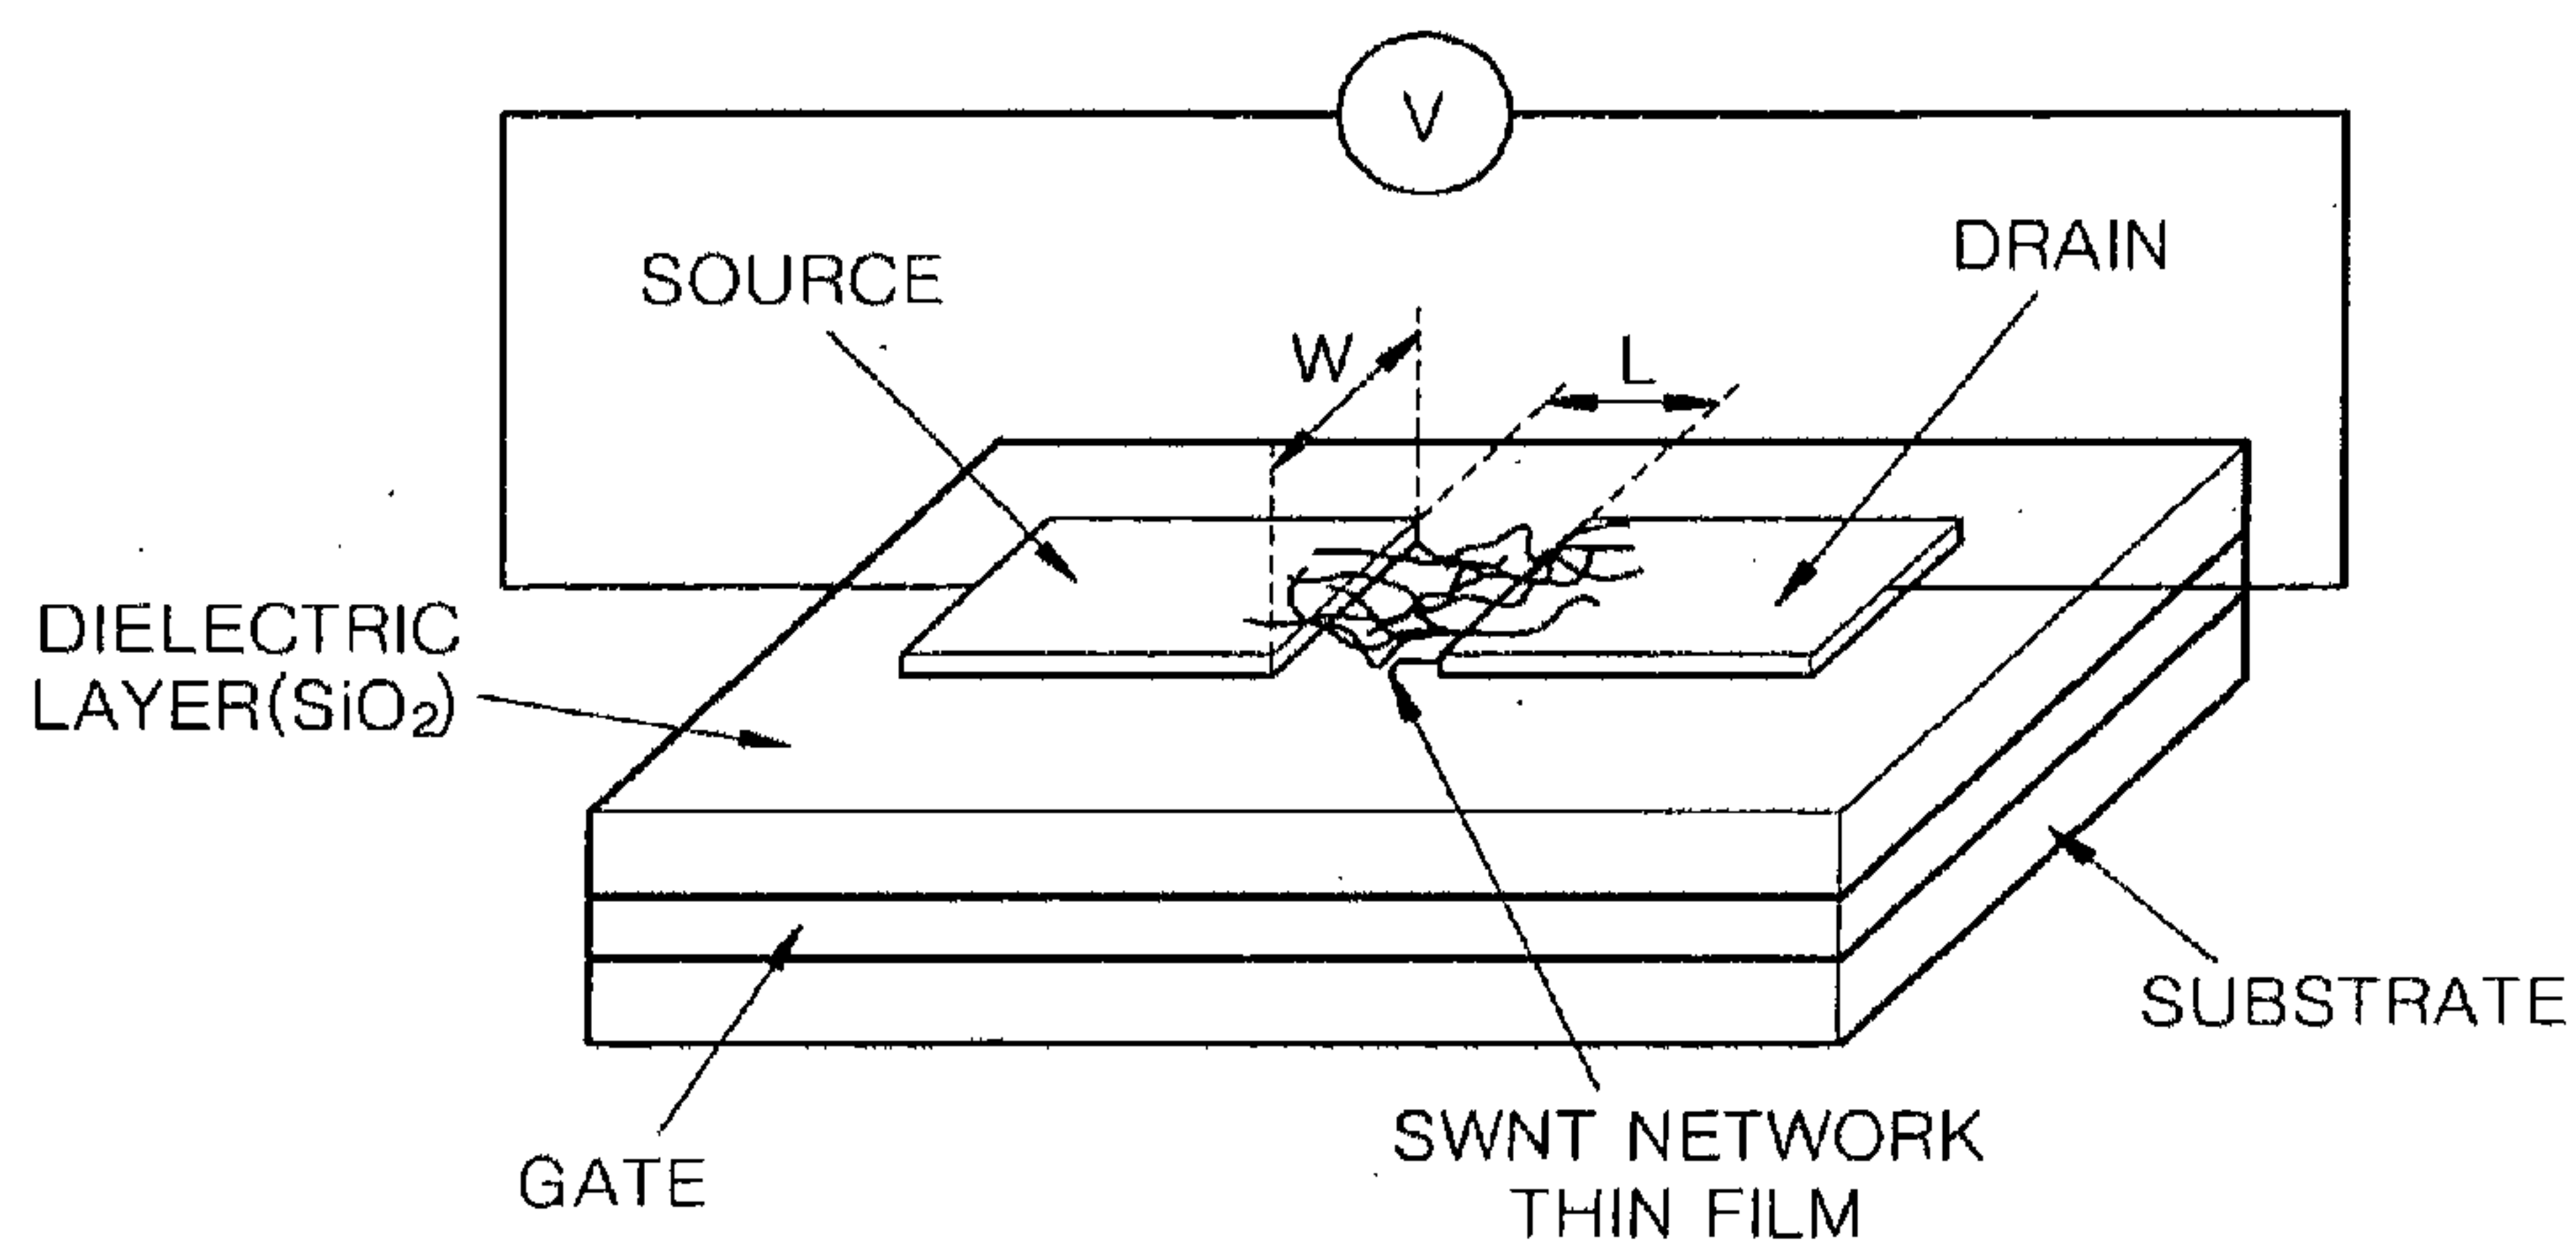 V
SOURCE
DRAIN
W
L
DIELECTRIC
LAYER(SiO₂)
SUBSTRATE
GATE
SWNT NETWORK
THIN FILM